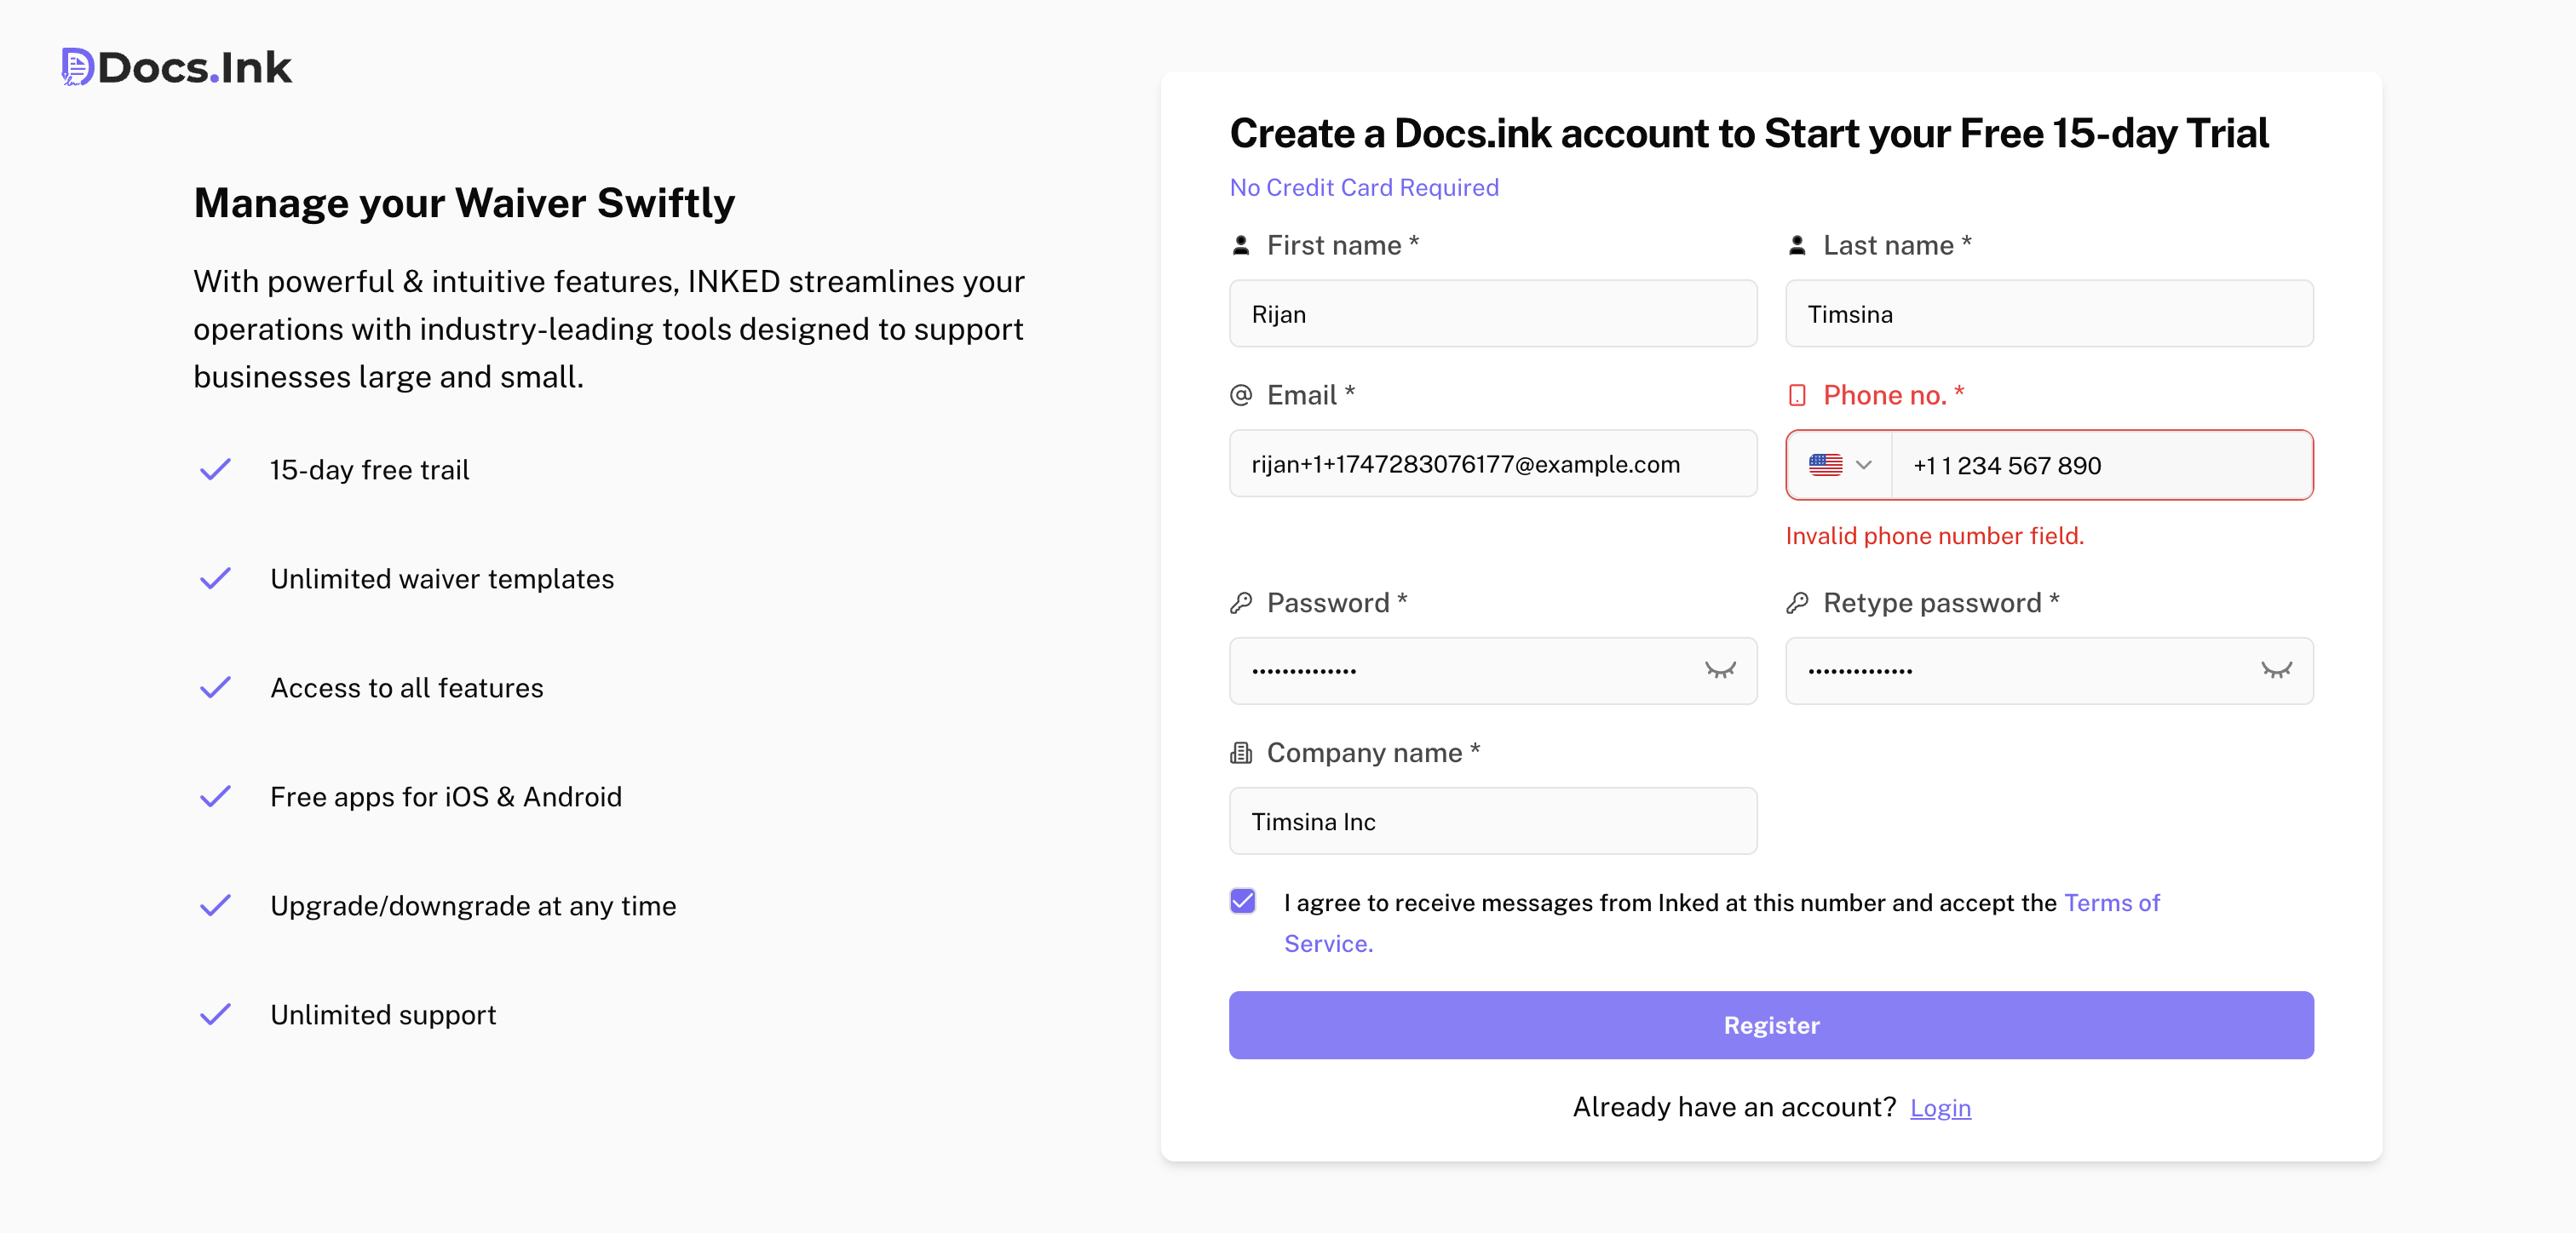 Docs.Ink
Manage your Waiver Swiftly
With powerful & intuitive features, INKED streamlines your
operations with industry-leading tools designed to support
businesses large and small.
15-day free trail
Unlimited waiver templates
Access to all features
Free apps for iOS & Android
Upgrade/downgrade at any time
Unlimited support
Create a Docs.ink account to Start your Free 15-day Trial
No Credit Card Required
First name *
Last name *
Rijan
Timsina
Email *
Phone no. *
rijan+1+1747283076177@example.com
+1 1 234 567 890
Invalid phone number field.
Password *
Retype password *
••••••••••••••
••••••••••••••
Company name *
Timsina Inc
I agree to receive messages from Inked at this number and accept the Terms of
Service.
Register
Already have an account? Login